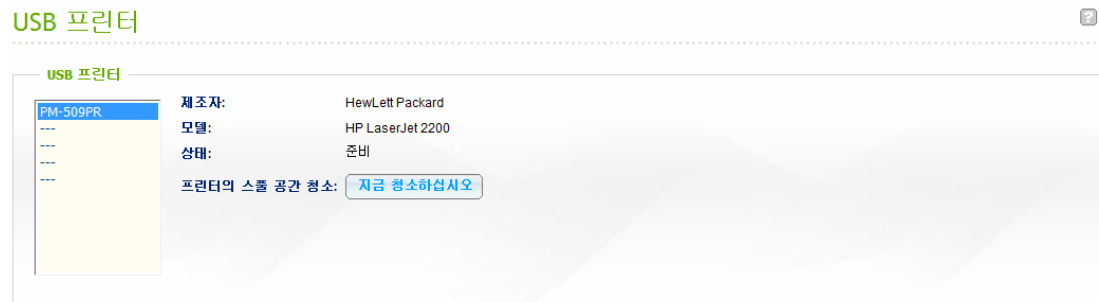 USB 프린터
?
USB 프린터
PM-509PR
---
---
---
---
제조자: HewLett Packard
모델: HP LaserJet 2200
상태: 준비
프린터의 스풀 공간 청소: 지금 청소하십시오